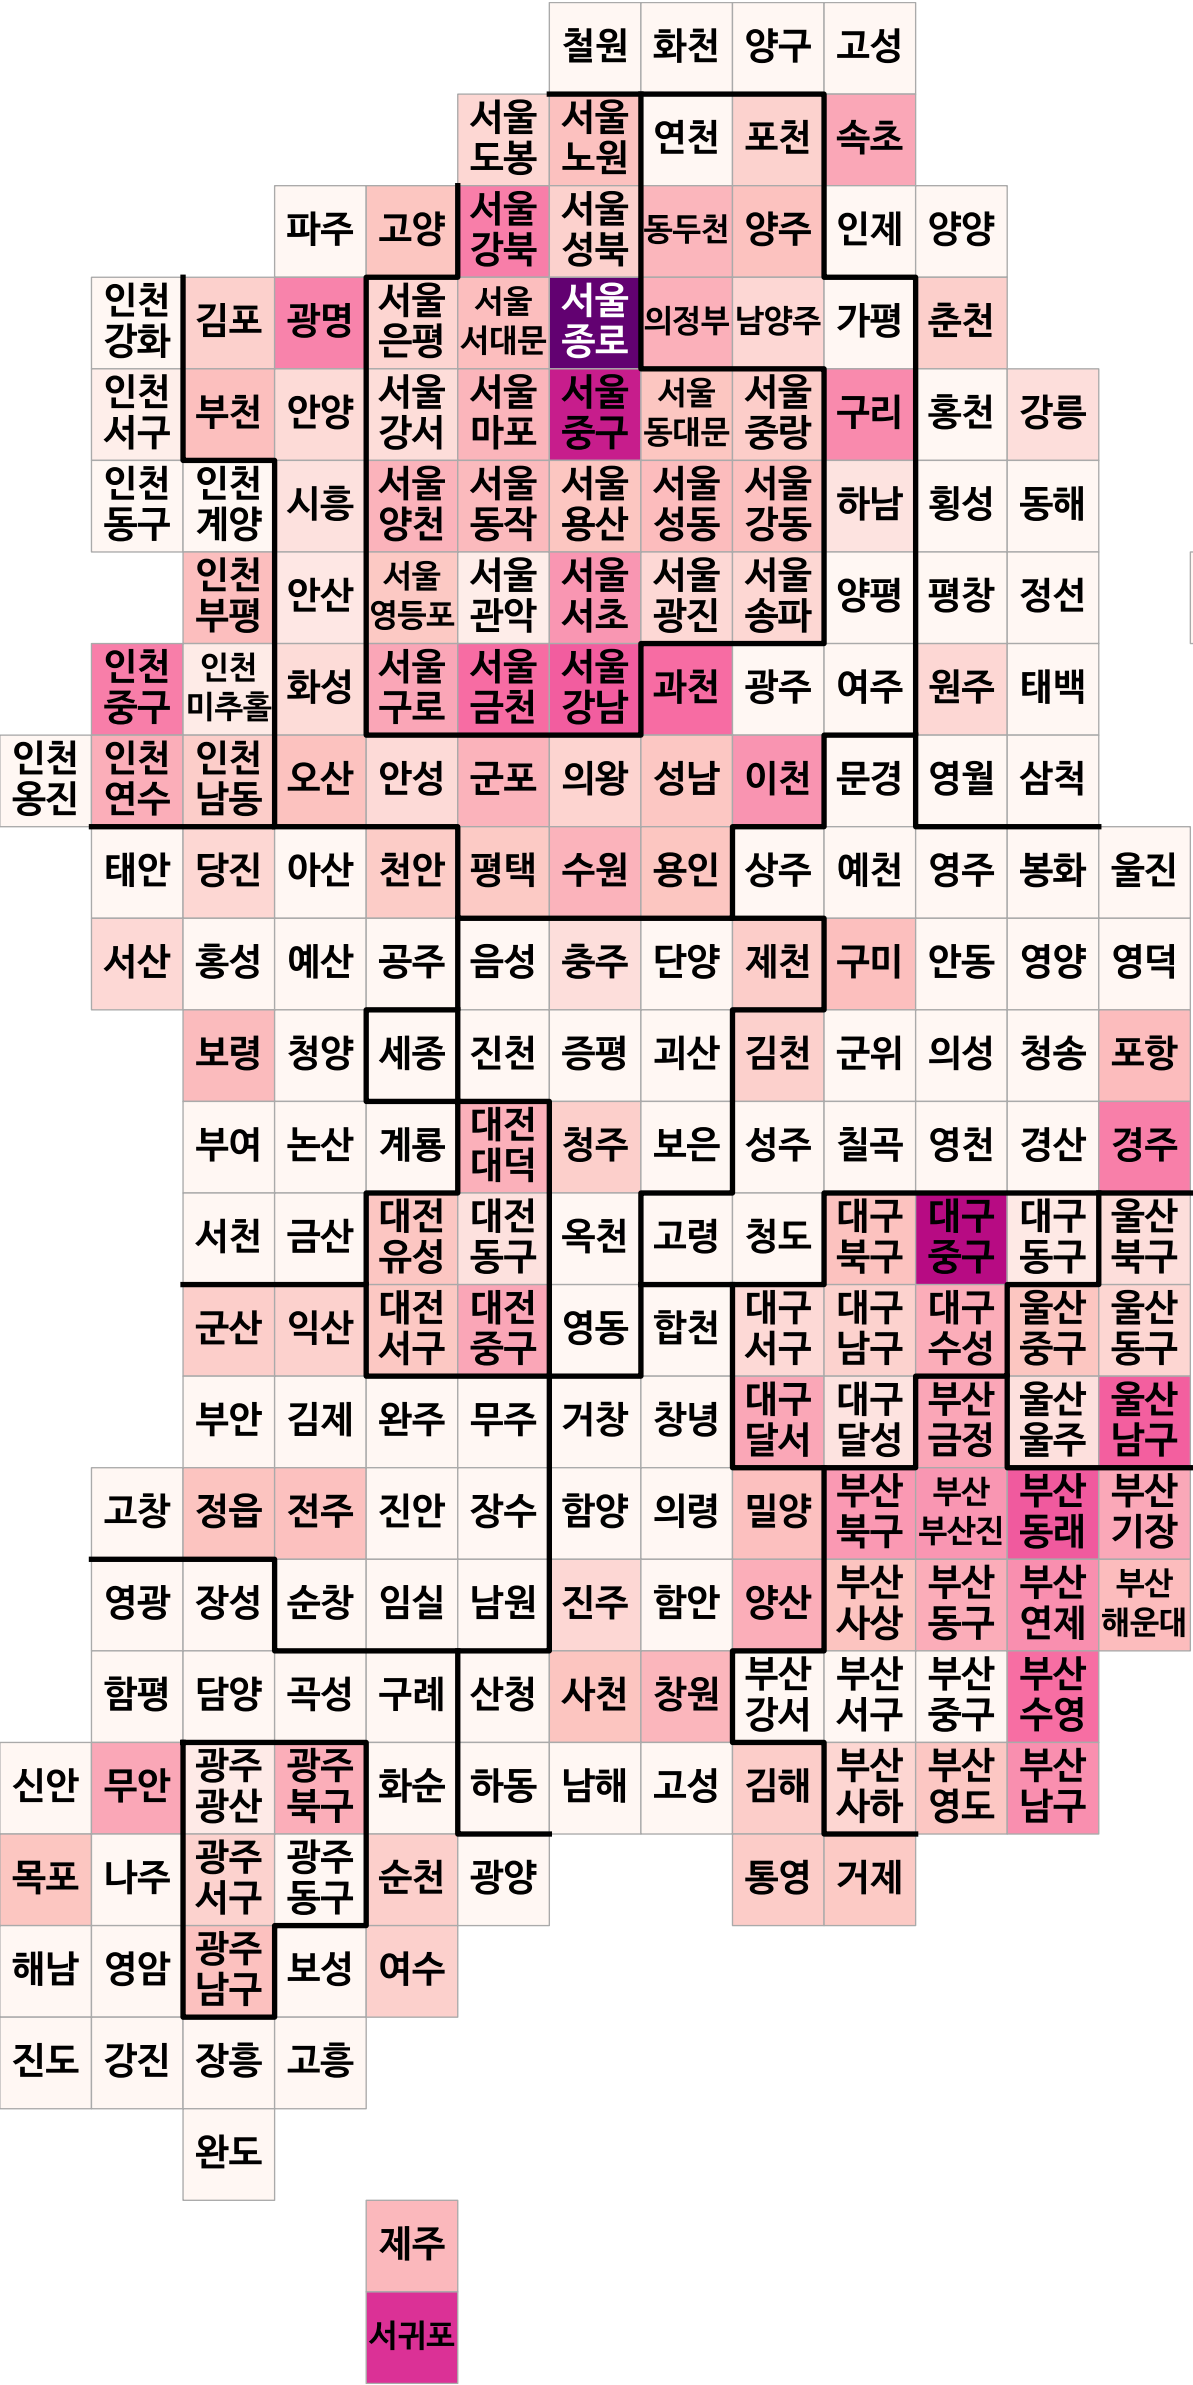 철원 화천 양구 고성
서울 도봉 서울 노원 연천 포천 속초
파주 고양 서울 강북 서울 성북 동두천 양주 인제 양양
인천 강화 김포 광명 서울 은평 서울 서대문 서울 종로 의정부 남양주 가평 춘천
인천 서구 부천 안양 서울 강서 서울 마포 서울 중구 서울 동대문 서울 중랑 구리 홍천 강릉
인천 동구 인천 계양 시흥 서울 양천 서울 동작 서울 용산 서울 성동 서울 강동 하남 횡성 동해
인천 부평 안산 서울 영등포 서울 관악 서울 서초 서울 광진 서울 송파 양평 평창 정선
인천 중구 인천 미추홀 화성 서울 구로 서울 금천 서울 강남 과천 광주 여주 원주 태백
인천 옹진 인천 연수 인천 남동 오산 안성 군포 의왕 성남 이천 문경 영월 삼척
태안 당진 아산 천안 평택 수원 용인 상주 예천 영주 봉화 울진
서산 홍성 예산 공주 음성 충주 단양 제천 구미 안동 영양 영덕
보령 청양 세종 진천 증평 괴산 김천 군위 의성 청송 포항
부여 논산 계룡 대전 대덕 청주 보은 성주 칠곡 영천 경산 경주
서천 금산 대전 유성 대전 동구 옥천 고령 청도 대구 북구 대구 중구 대구 동구 울산 북구
군산 익산 대전 서구 대전 중구 영동 합천 대구 서구 대구 남구 대구 수성 울산 중구 울산 동구
부안 김제 완주 무주 거창 창녕 대구 달서 대구 달성 부산 금정 울산 울주 울산 남구
고창 정읍 전주 진안 장수 함양 의령 밀양 부산 북구 부산 부산진 부산 동래 부산 기장
영광 장성 순창 임실 남원 진주 함안 양산 부산 사상 부산 동구 부산 연제 부산 해운대
함평 담양 곡성 구례 산청 사천 창원 부산 강서 부산 서구 부산 중구 부산 수영
신안 무안 광주 광산 광주 북구 화순 하동 남해 고성 김해 부산 사하 부산 영도 부산 남구
목포 나주 광주 서구 광주 동구 순천 광양 통영 거제
해남 영암 광주 남구 보성 여수
진도 강진 장흥 고흥
완도
제주
서귀포